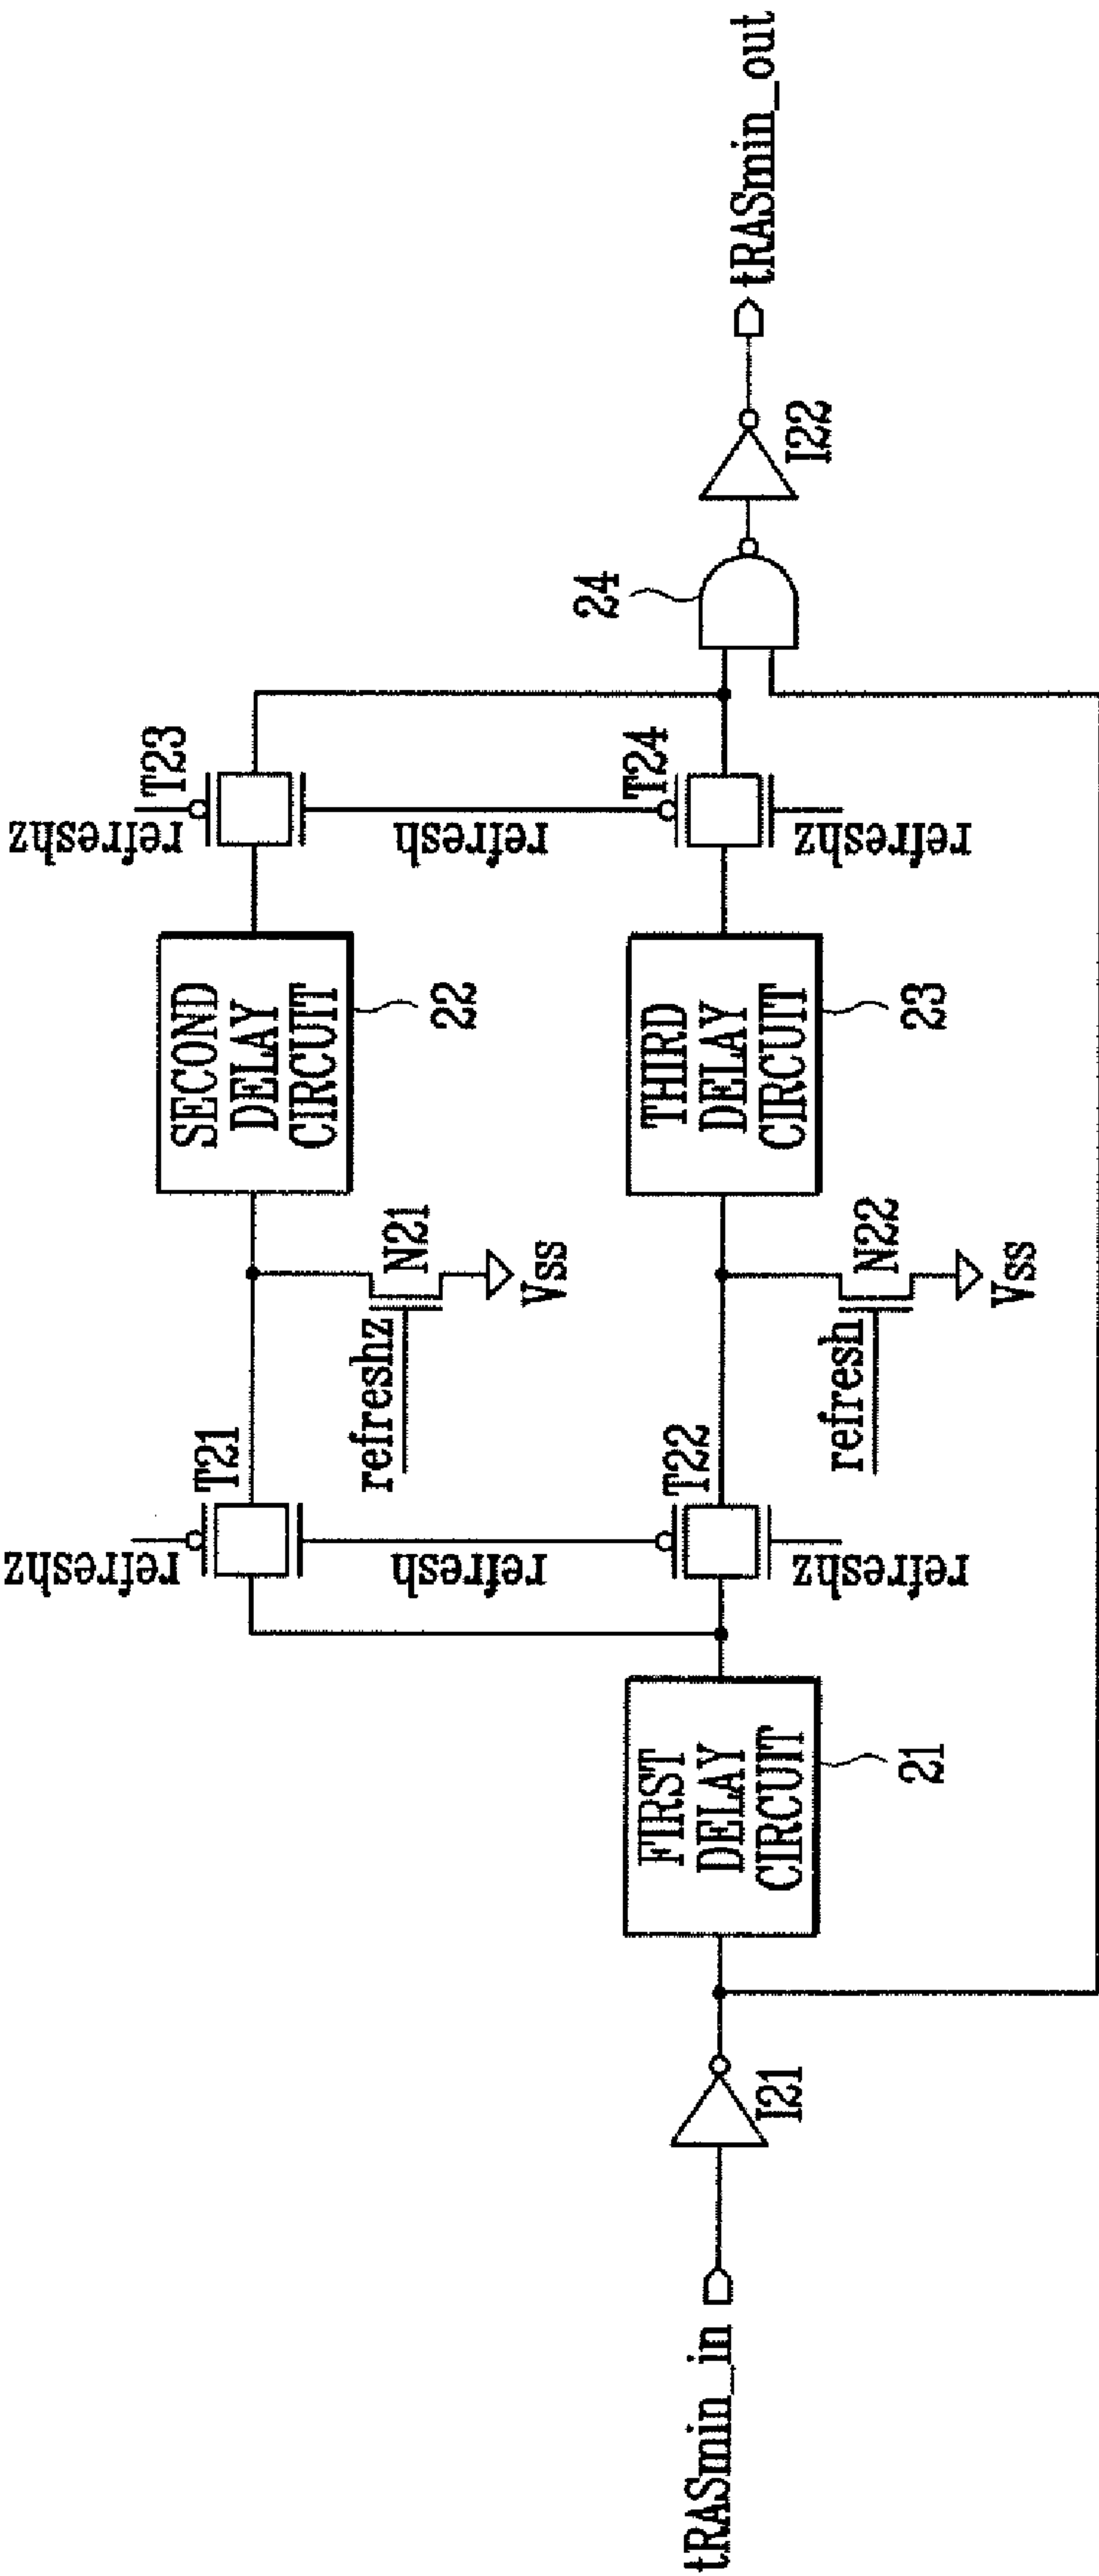 refreshz
T21
refresh
T22
refreshz
refreshz
N21
Vss
refresh
N22
Vss
SECOND
DELAY
CIRCUIT
22
THIRD
DELAY
CIRCUIT
23
refreshz
T23
refresh
T24
refreshz
tRASmin_in
I21
FIRST
DELAY
CIRCUIT
21
24
I22
tRASmin_out